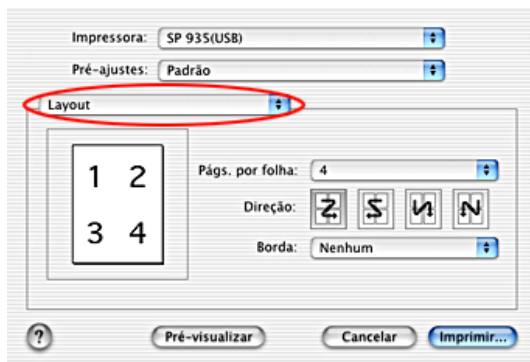 Impressora: SP 935(USB)
Pré-ajustes: Padrão
Layout
1 2
3 4
Págs. por folha: 4
Direção:
Borda: Nenhum
? Pré-visualizar Cancelar Imprimir...